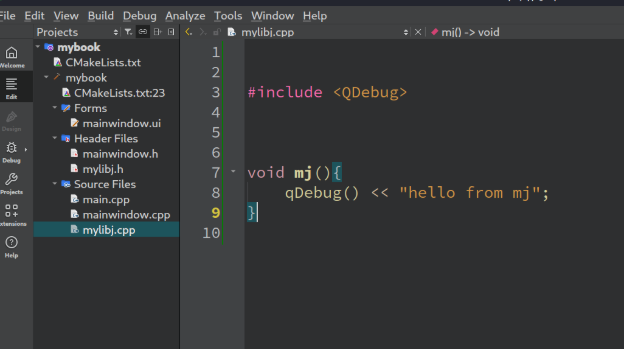 File Edit View Build Debug Analyze Tools Window Help
Projects
mylibj.cpp
mj() -> void
Welcome
Edit
Design
Debug
Projects
Extensions
Help
mybook
CMakeLists.txt
mybook
CMakeLists.txt:23
Forms
mainwindow.ui
Header Files
mainwindow.h
mylibj.h
Source Files
main.cpp
mainwindow.cpp
mylibj.cpp
1
2
3 #include <QDebug>
4
5
6
7 void mj(){
8 qDebug() << "hello from mj";
9 }
10